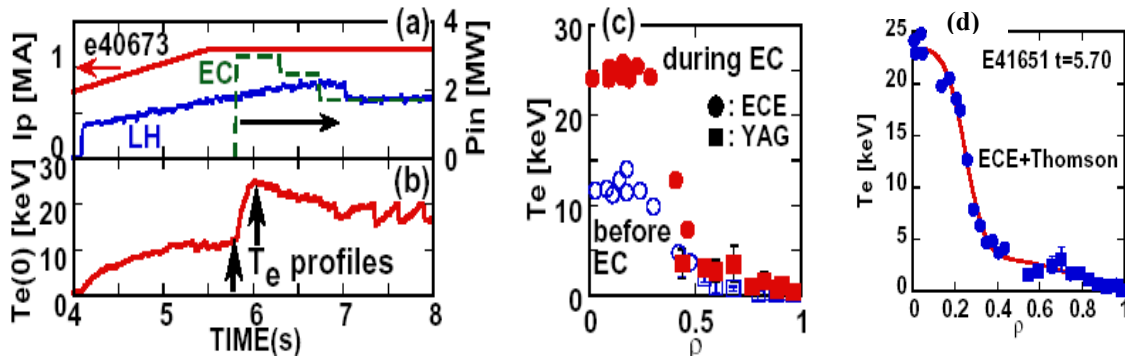 (a)
e40673
EC
LH
Ip [MA]
1
0
Pin [MW]
4
2
0
(b)
Te(0) [keV]
30
20
10
0
Te profiles
4
5
6
7
8
TIME(s)
(c)
during EC
● : ECE
■ : YAG
before
EC
Te [keV]
30
20
10
0
0
0.5
1
ρ
(d)
E41651 t=5.70
ECE+Thomson
Te [keV]
25
20
15
10
5
0
0
0.2
0.4
0.6
0.8
1
ρ